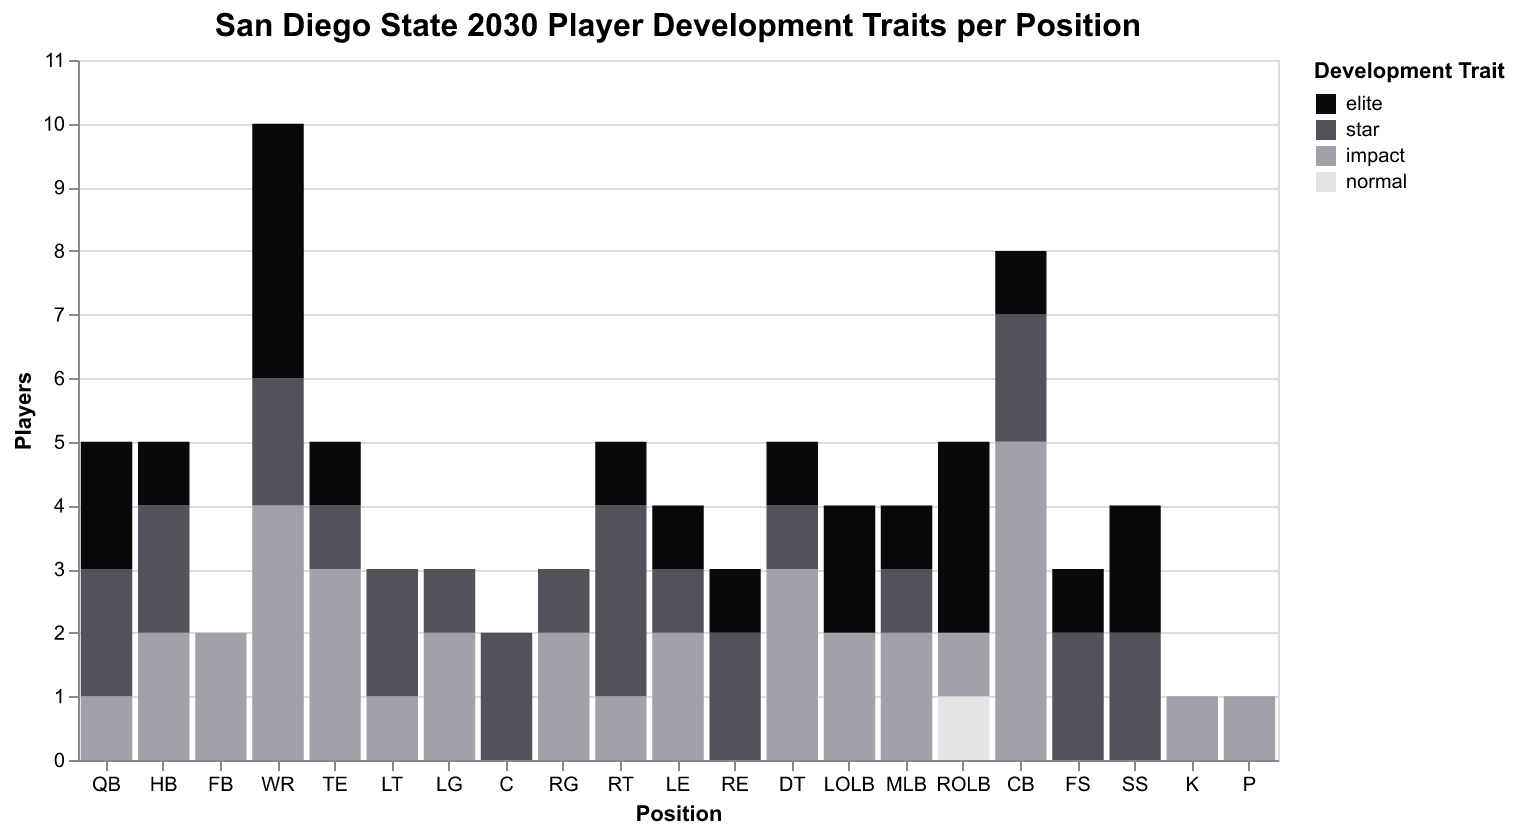 San Diego State 2030 Player Development Traits per Position
Development Trait
elite
star
impact
normal
Players
11
10
9
8
7
6
5
4
3
2
1
0
QB HB FB WR TE LT LG C RG RT LE RE DT LOLB MLB ROLB CB FS SS K P
Position